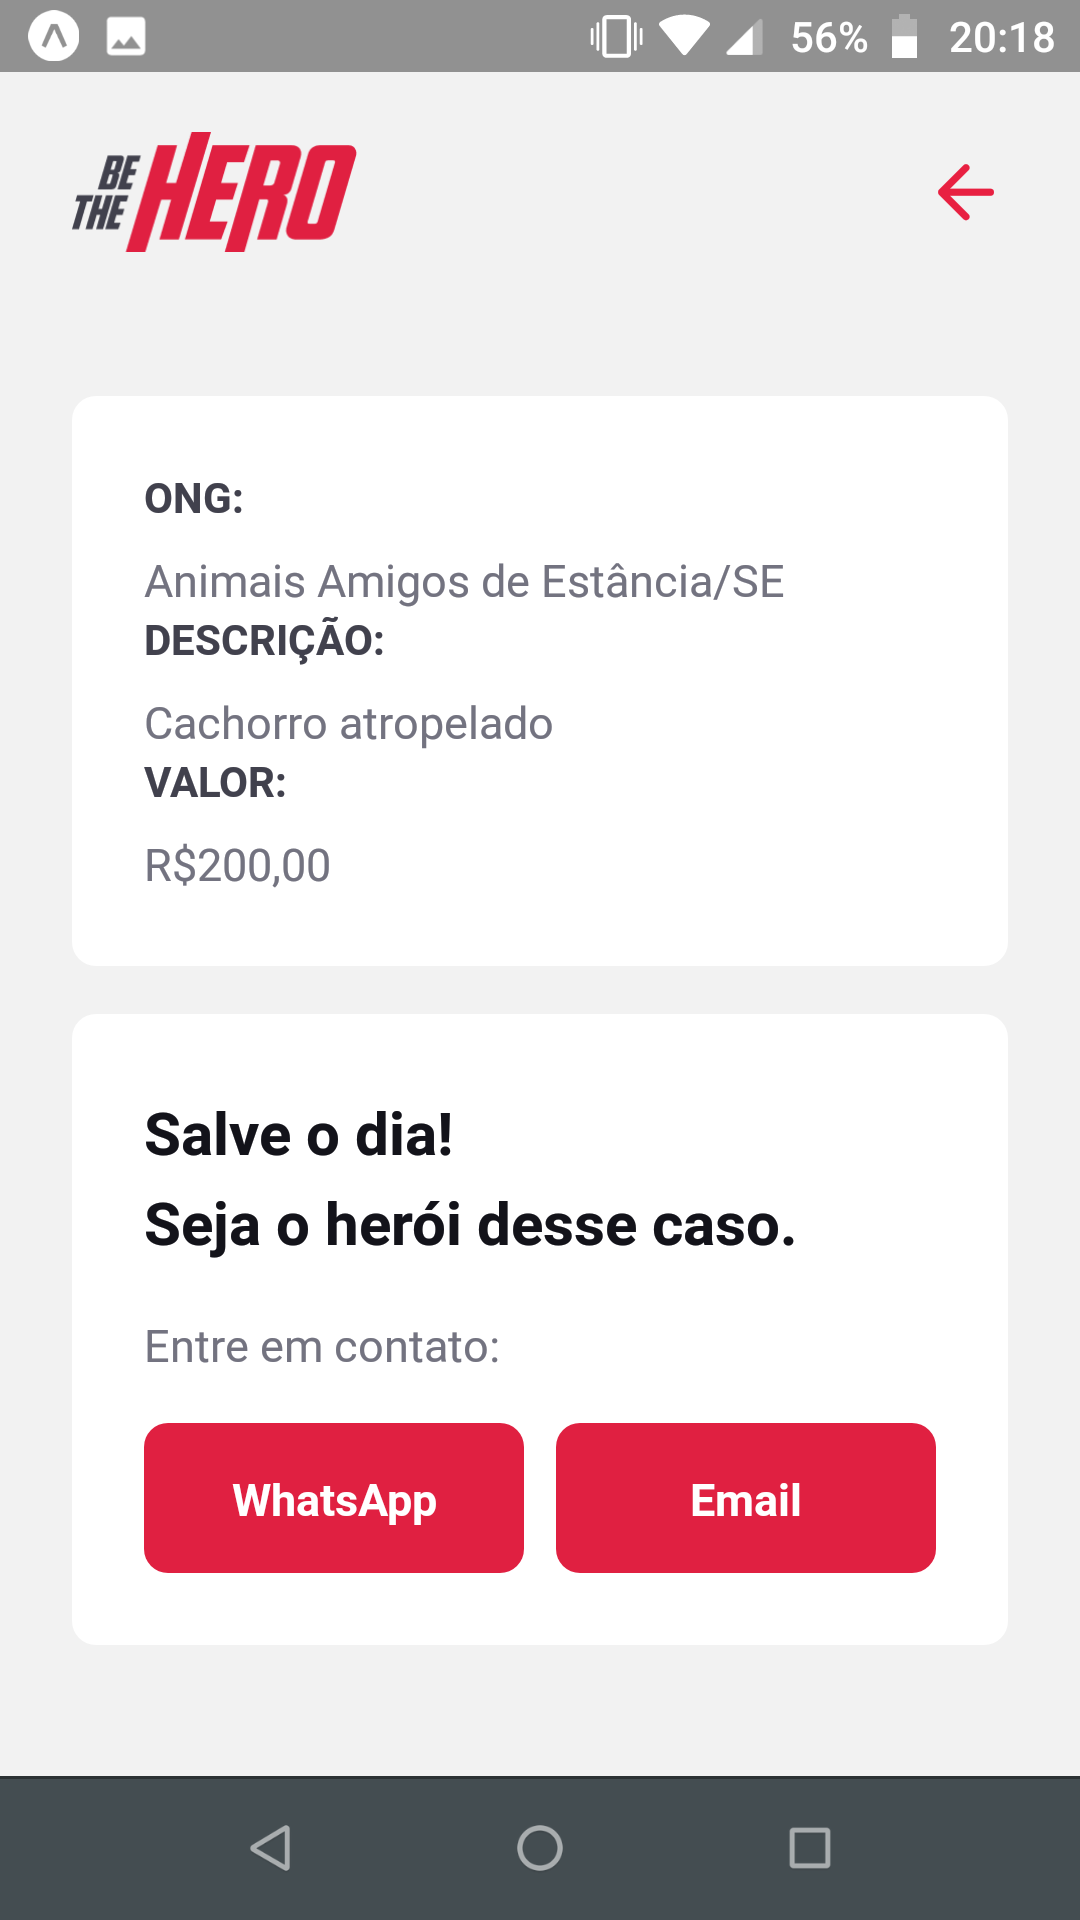 56% 20:18
BE
THE HERO
ONG:
Animais Amigos de Estância/SE
DESCRIÇÃO:
Cachorro atropelado
VALOR:
R$200,00
Salve o dia!
Seja o herói desse caso.
Entre em contato:
WhatsApp Email